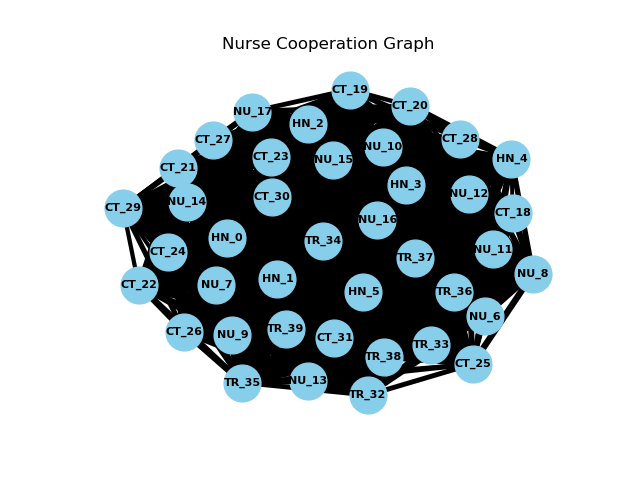 Nurse Cooperation Graph
CT_19
CT_20
NU_17
HN_2
CT_28
CT_27
NU_10
CT_23
NU_15
HN_4
CT_21
HN_3
NU_12
CT_30
NU_14
CT_29
CT_18
NU_16
HN_0
TR_34
NU_11
CT_24
TR_37
NU_8
HN_1
CT_22
NU_7
HN_5
TR_36
NU_6
TR_39
CT_26
NU_9
CT_31
TR_33
TR_38
CT_25
NU_13
TR_35
TR_32